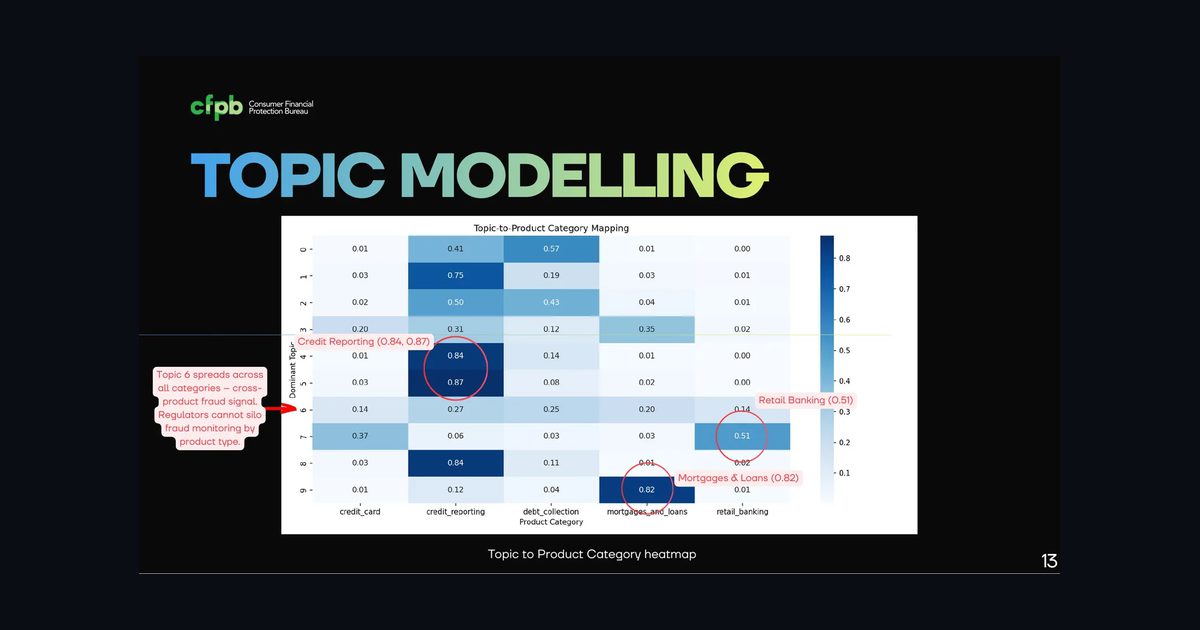 cfpb
Consumer Financial
Protection Bureau
TOPIC MODELLING
Topic-to-Product Category Mapping
0 0.01 0.41 0.57 0.01 0.00
1 0.03 0.75 0.19 0.03 0.01
2 0.02 0.50 0.43 0.04 0.01
3 0.20 0.31 0.12 0.35 0.02
Credit Reporting (0.84, 0.87)
4 0.01 0.84 0.14 0.01 0.00
5 0.03 0.87 0.08 0.02 0.00
6 0.14 0.27 0.25 0.20 0.14
7 0.37 0.06 0.03 0.03 0.51
8 0.03 0.84 0.11 0.01 0.02
9 0.01 0.12 0.04 0.82 0.01
Dominant Topic
Topic 6 spreads across
all categories – cross-
product fraud signal.
Regulators cannot silo
fraud monitoring by
product type.
Retail Banking (0.51)
Mortgages & Loans (0.82)
credit_card credit_reporting debt_collection mortgages_and_loans retail_banking
Product Category
0.8
0.7
0.6
0.5
0.4
0.3
0.2
0.1
Topic to Product Category heatmap
13